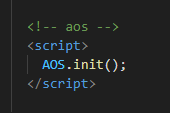 <!-- aos -->
<script>
AOS.init();
</script>